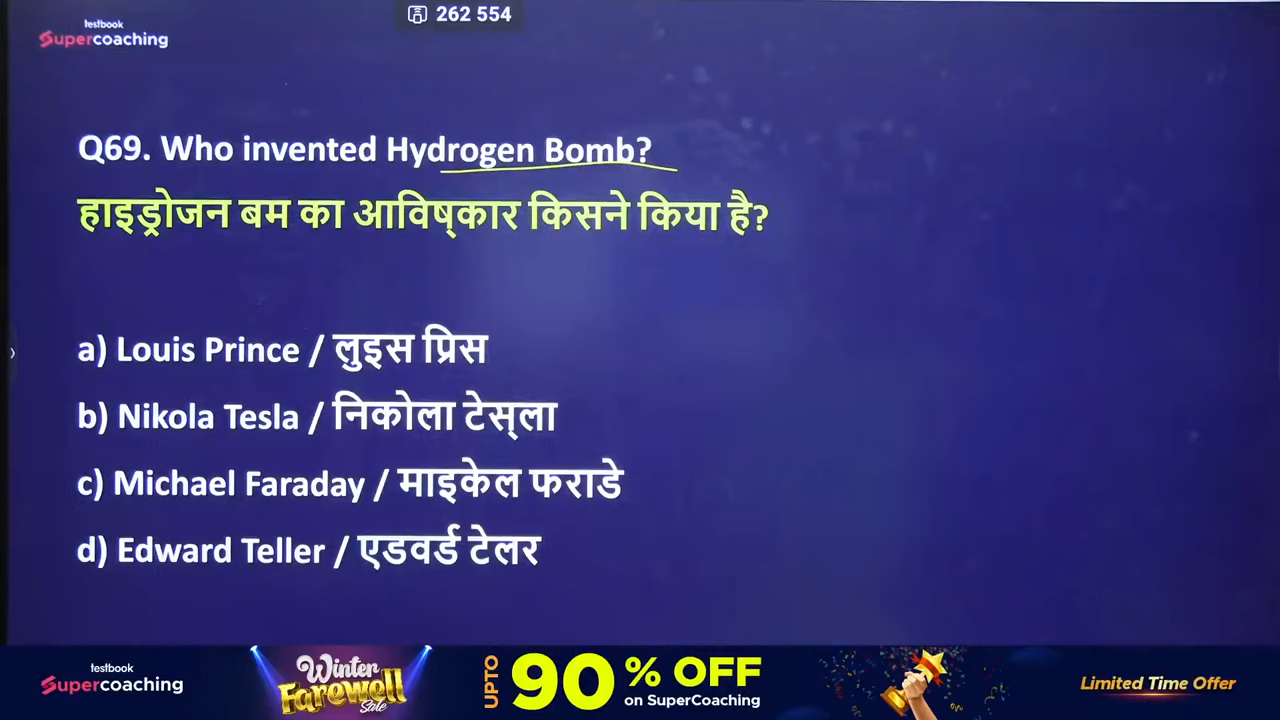 testbook
Supercoaching
262 554
Q69. Who invented Hydrogen Bomb?
हाइड्रोजन बम का आविष्कार किसने किया है?
a) Louis Prince / लुइस प्रिस
b) Nikola Tesla / निकोला टेस्ला
c) Michael Faraday / माइकेल फराडे
d) Edward Teller / एडवर्ड टेलर
testbook
Supercoaching
Winter
Farewell
Sale
UPTO
90% OFF
on SuperCoaching
Limited Time Offer